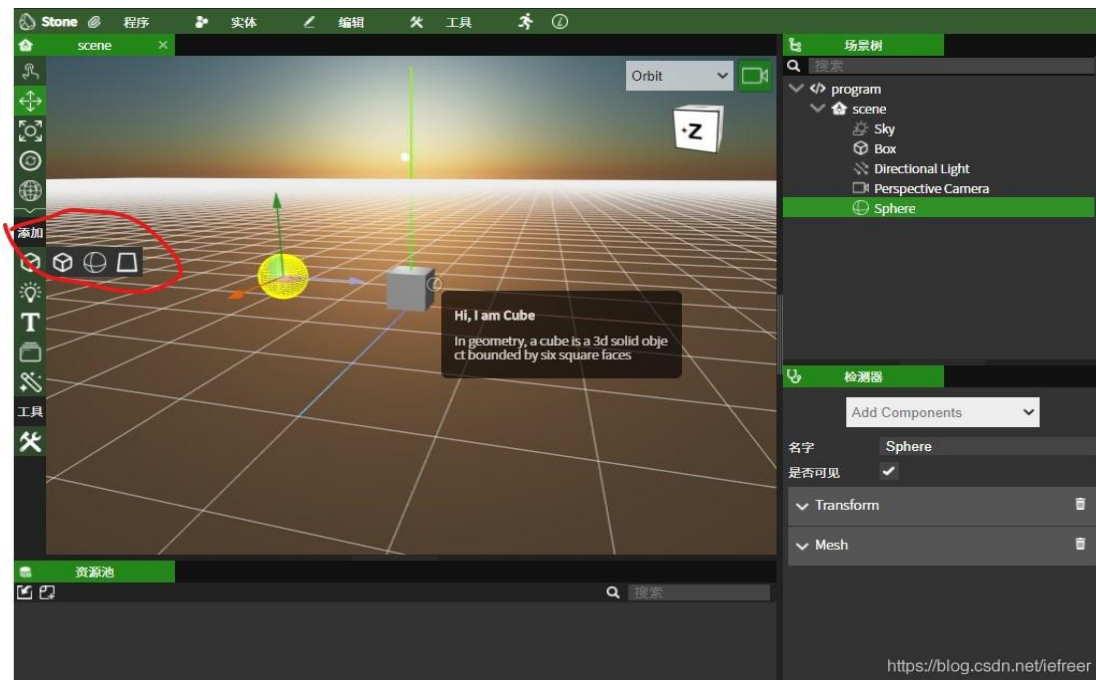 Stone 程序 实体 编辑 工具
scene
Orbit
+Z
添加
T
工具
Hi, I am Cube
In geometry, a cube is a 3d solid obje
ct bounded by six square faces
资源池
搜索
场景树
搜索
program
scene
Sky
Box
Directional Light
Perspective Camera
Sphere
检测器
Add Components
名字 Sphere
是否可见
Transform
Mesh
https://blog.csdn.net/iefreer